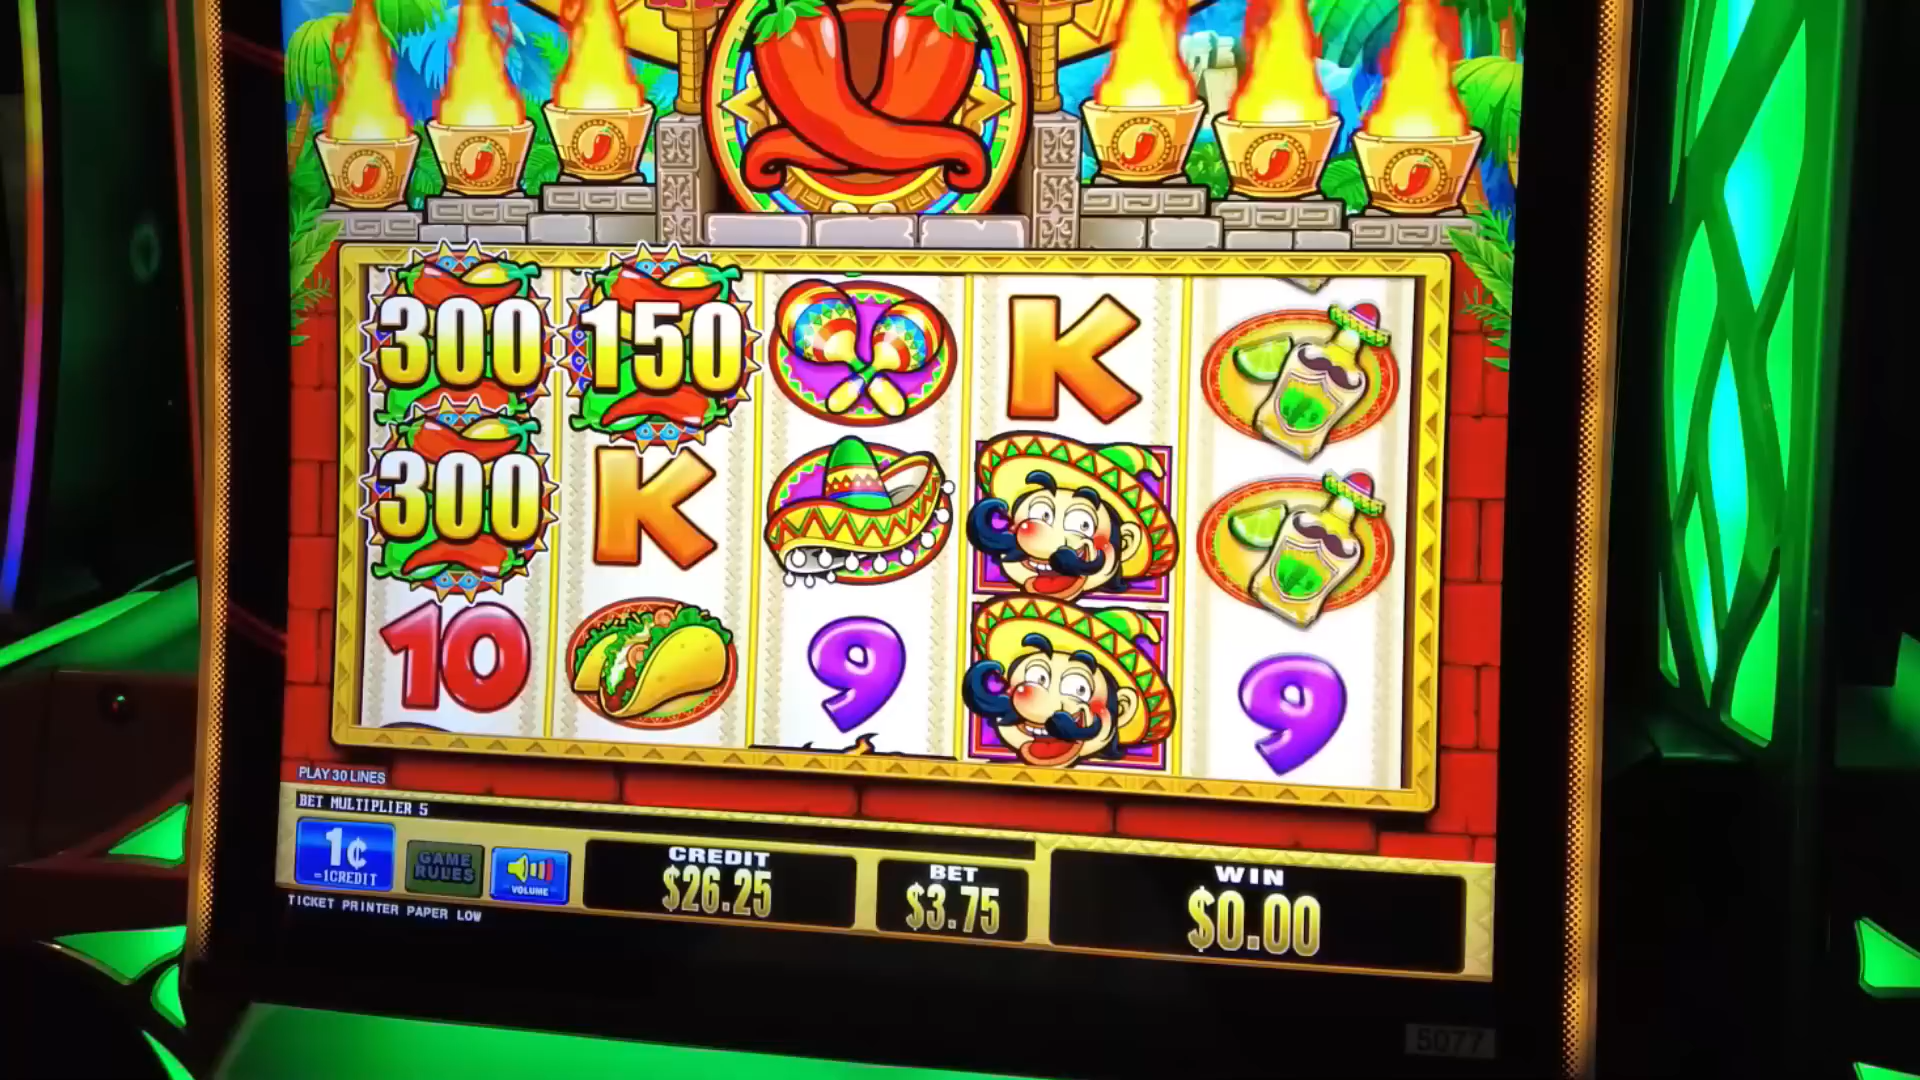 300 150 K
300 K
10 9 9
PLAY 30 LINES
BET MULTIPLIER 5
1¢
=1CREDIT
GAME
RULES
VOLUME
CREDIT
$26.25
BET
$3.75
WIN
$0.00
TICKET PRINTER PAPER LOW
5077